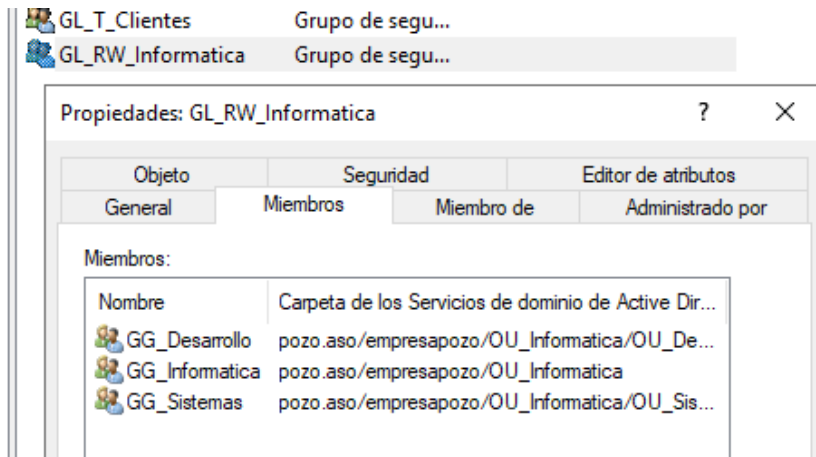 GL_T_Clientes Grupo de segu...
GL_RW_Informatica Grupo de segu...
Propiedades: GL_RW_Informatica ? ×
Objeto Seguridad Editor de atributos
General Miembros Miembro de Administrado por
Miembros:
Nombre Carpeta de los Servicios de dominio de Active Dir...
GG_Desarrollo pozo.aso/empresapozo/OU_Informatica/OU_De...
GG_Informatica pozo.aso/empresapozo/OU_Informatica
GG_Sistemas pozo.aso/empresapozo/OU_Informatica/OU_Sis...